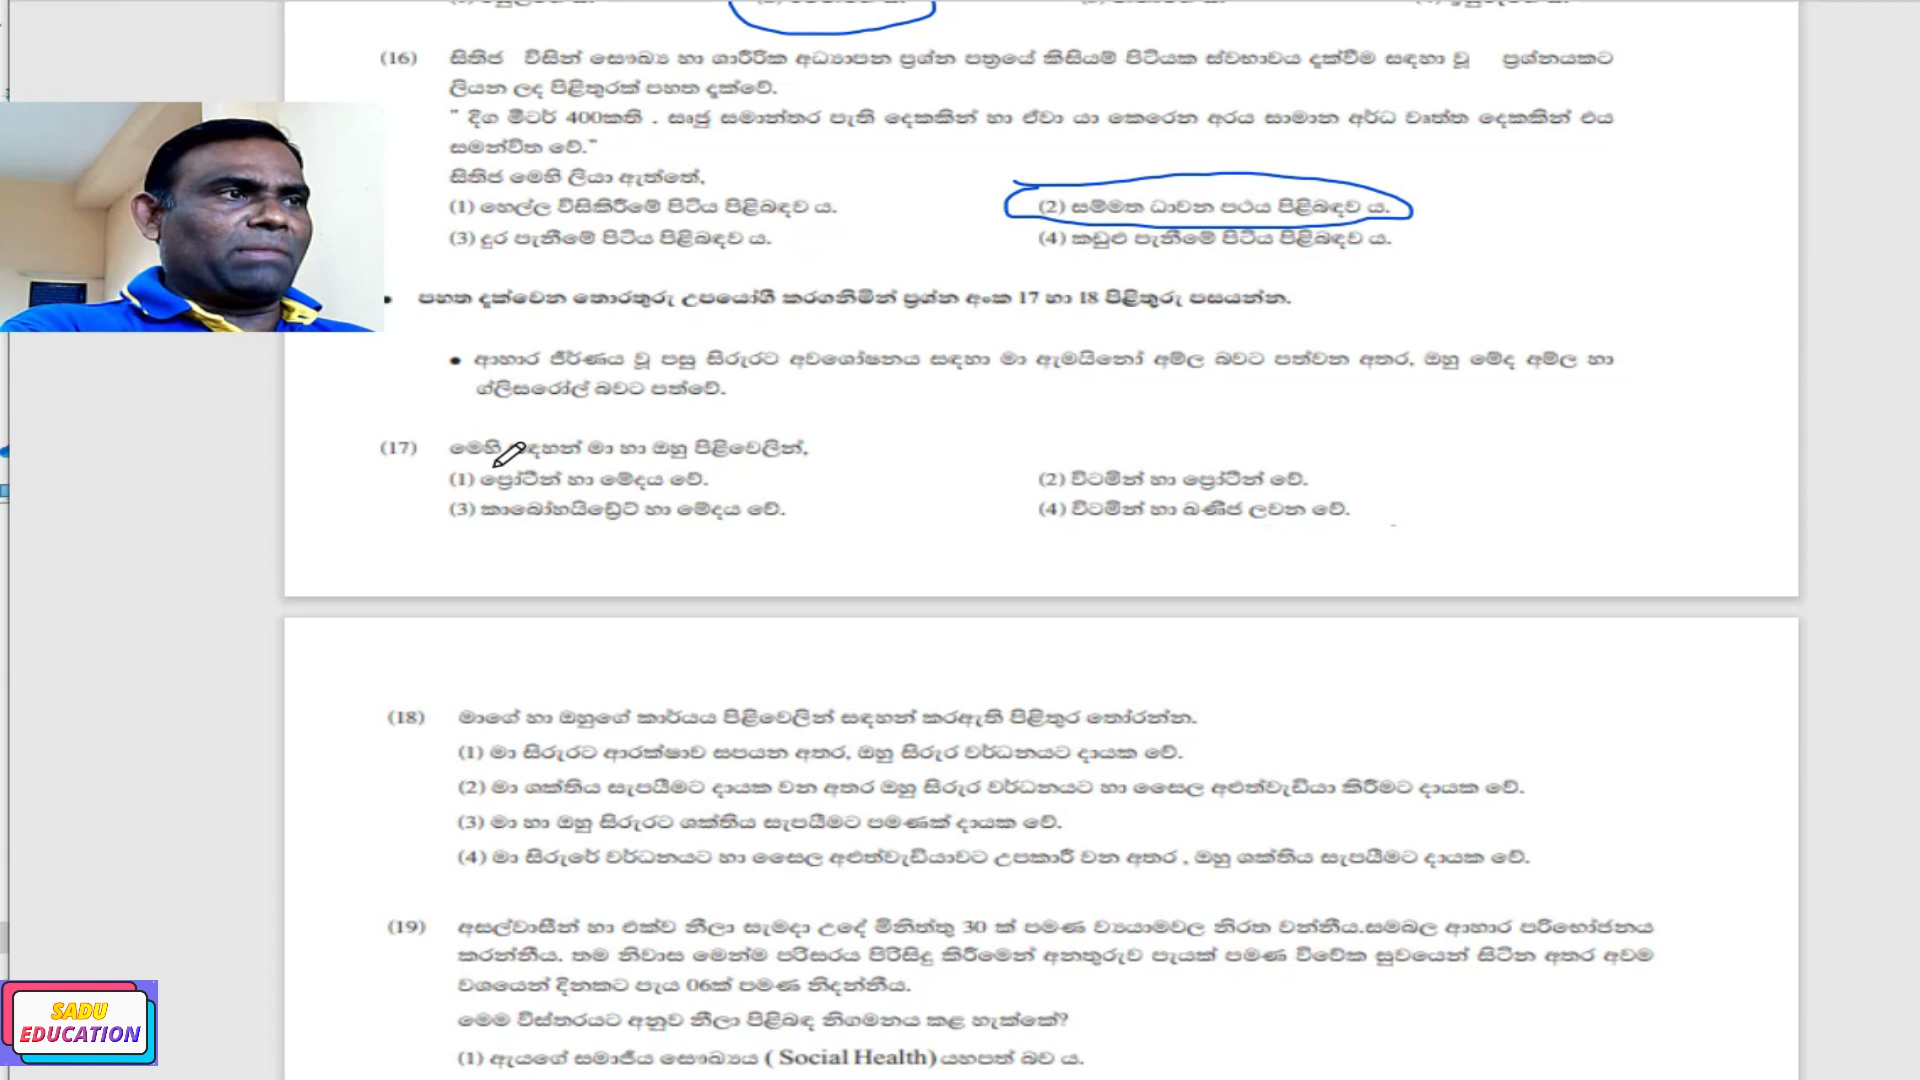 (16) සිතිජ විසින් සෞඛ්‍ය හා ශාරීරික අධ්‍යාපන ප්‍රශ්න පත්‍රයේ කිසියම් පිටියක ස්වභාවය දැක්වීම සඳහා වූ ප්‍රශ්නයකට
ලියන ලද පිළිතුරක් පහත දැක්වේ.
" දිග මීටර් 400කති . සෘජු සමාන්තර පැති දෙකකින් හා ඒවා යා කෙරෙන අරය සාමාන අර්ධ වෘත්ත දෙකකින් එය
සමන්විත වේ."
සිතිජ මෙහි ලියා ඇත්තේ,
(1) හෙල්ල විසිකිරීමේ පිටිය පිළිබඳව ය. (2) සම්මත ධාවන පථය පිළිබඳව ය.
(3) දුර පැනීමේ පිටිය පිළිබඳව ය. (4) කඩුළු පැනීමේ පිටිය පිළිබඳව ය.
• පහත දැක්වෙන තොරතුරු උපයෝගී කරගනිමින් ප්‍රශ්න අංක 17 හා 18 පිළිතුරු පසයන්න.
• ආහාර ජීර්ණය වූ පසු සිරුරට අවශෝෂනය සඳහා මා ඇමයිනෝ අම්ල බවට පත්වන අතර, ඔහු මේද අම්ල හා
ග්ලිසරෝල් බවට පත්වේ.
(17) මෙහි මා හා ඔහු පිළිවෙලින්,
(1) ප්‍රෝටීන් හා මේදය වේ. (2) විටමින් හා ප්‍රෝටීන් වේ.
(3) කාබෝහයිඩ්‍රේට් හා මේදය වේ. (4) විටමින් හා ඛණිජ ලවන වේ.
(18) මාගේ හා ඔහුගේ කාර්යය පිළිවෙලින් සඳහන් කරඇති පිළිතුර තෝරන්න.
(1) මා සිරුරට ආරක්ෂාව සපයන අතර, ඔහු සිරුර වර්ධනයට දායක වේ.
(2) මා ශක්තිය සැපයීමට දායක වන අතර ඔහු සිරුර වර්ධනයට හා සෛල අළුත්වැඩියා කිරීමට දායක වේ.
(3) මා හා ඔහු සිරුරට ශක්තිය සැපයීමට පමණක් දායක වේ.
(4) මා සිරුරේ වර්ධනයට හා සෛල අළුත්වැඩියාවට උපකාරී වන අතර , ඔහු ශක්තිය සැපයීමට දායක වේ.
(19) අසල්වාසීන් හා එක්ව නීලා සැමදා උදේ මිනිත්තු 30 ක් පමණ ව්‍යයාමවල නිරත වන්නීය.සමබල ආහාර පරිභෝජනය
කරන්නීය. තම නිවාස මෙන්ම පරිසරය පිරිසිදු කිරීමෙන් අනතුරුව පැයක් පමණ විවේක සුවයෙන් සිටින අතර අවම
වශයෙන් දිනකට පැය 06ක් පමණ නිදන්නීය.
මෙම විස්තරයට අනුව නීලා පිළිබඳ නිගමනය කළ හැක්කේ?
(1) ඇයගේ සමාජීය සෞඛ්‍යය ( Social Health) යහපත් බව ය.
SADU
EDUCATION